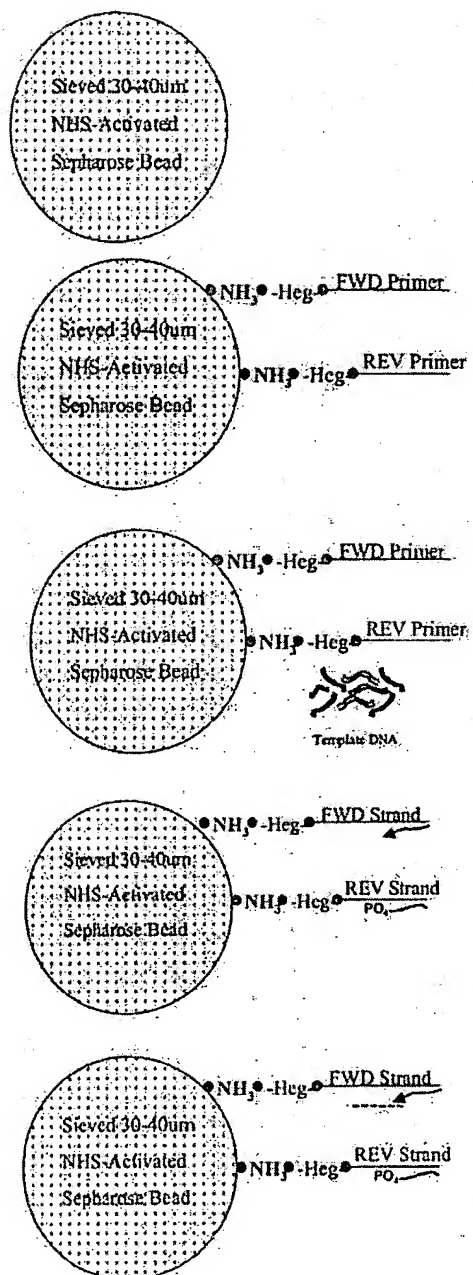 Sieved 30-40um
NHS-Activated
Sepharose Bead
NH3 -Heg FWD Primer
Sieved 30-40um
NHS-Activated
NH3 -Heg REV Primer
Sepharose Bead
NH3 -Heg FWD Primer
Sieved 30-40um
NHS-Activated
NH3 -Heg REV Primer
Sepharose Bead
Template DNA
NH3 -Heg FWD Strand
Sieved 30-40um
NHS-Activated
NH3 -Heg REV Strand
PO4
Sepharose Bead
NH3 -Heg FWD Strand
Sieved 30-40um
NHS-Activated
NH3 -Heg REV Strand
PO4
Sepharose Bead